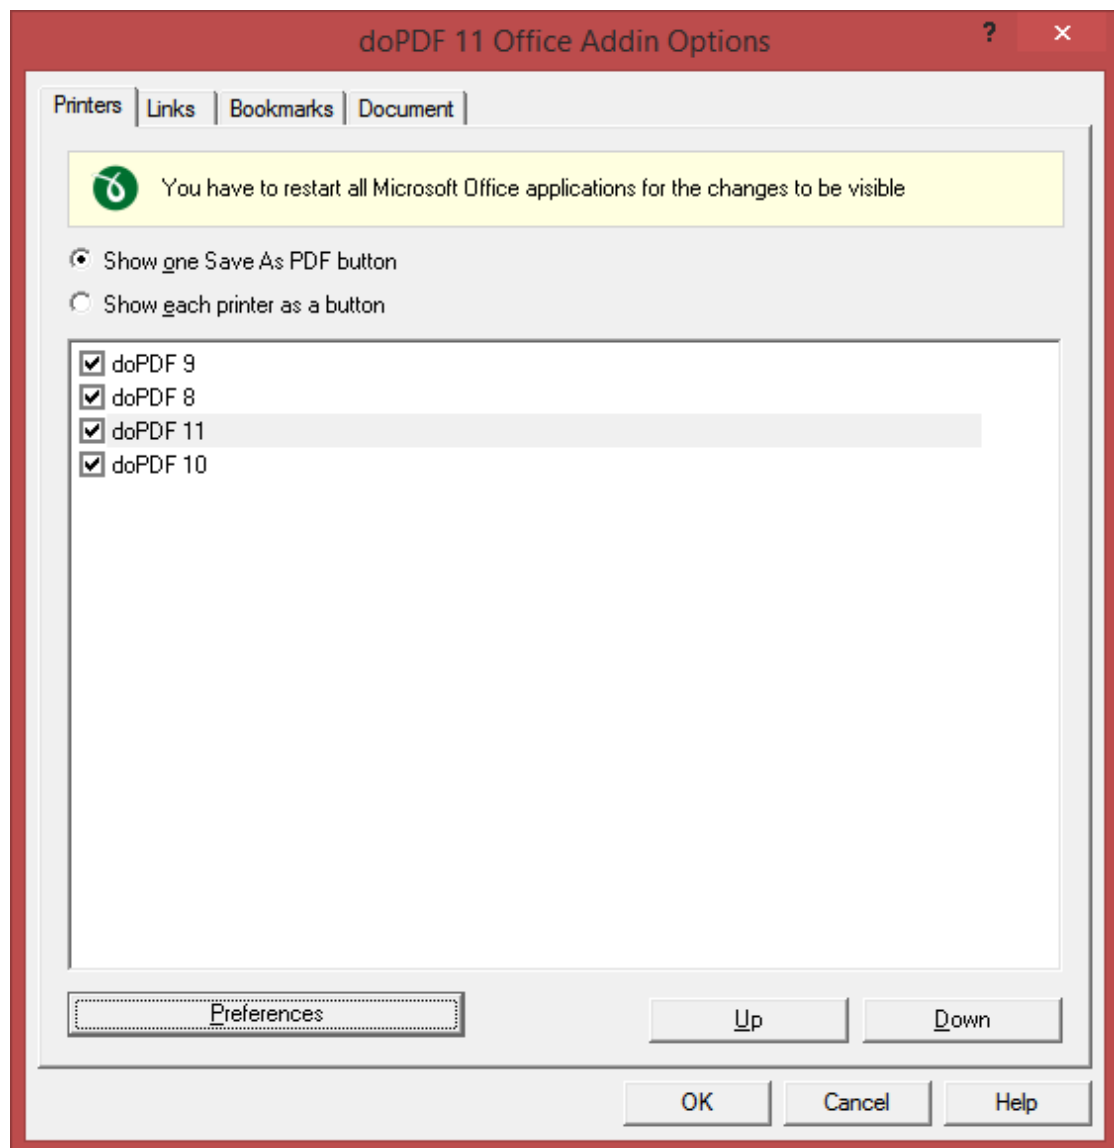 doPDF 11 Office Addin Options ? ×
Printers Links Bookmarks Document
You have to restart all Microsoft Office applications for the changes to be visible
Show one Save As PDF button
Show each printer as a button
doPDF 9
doPDF 8
doPDF 11
doPDF 10
Preferences Up Down
OK Cancel Help